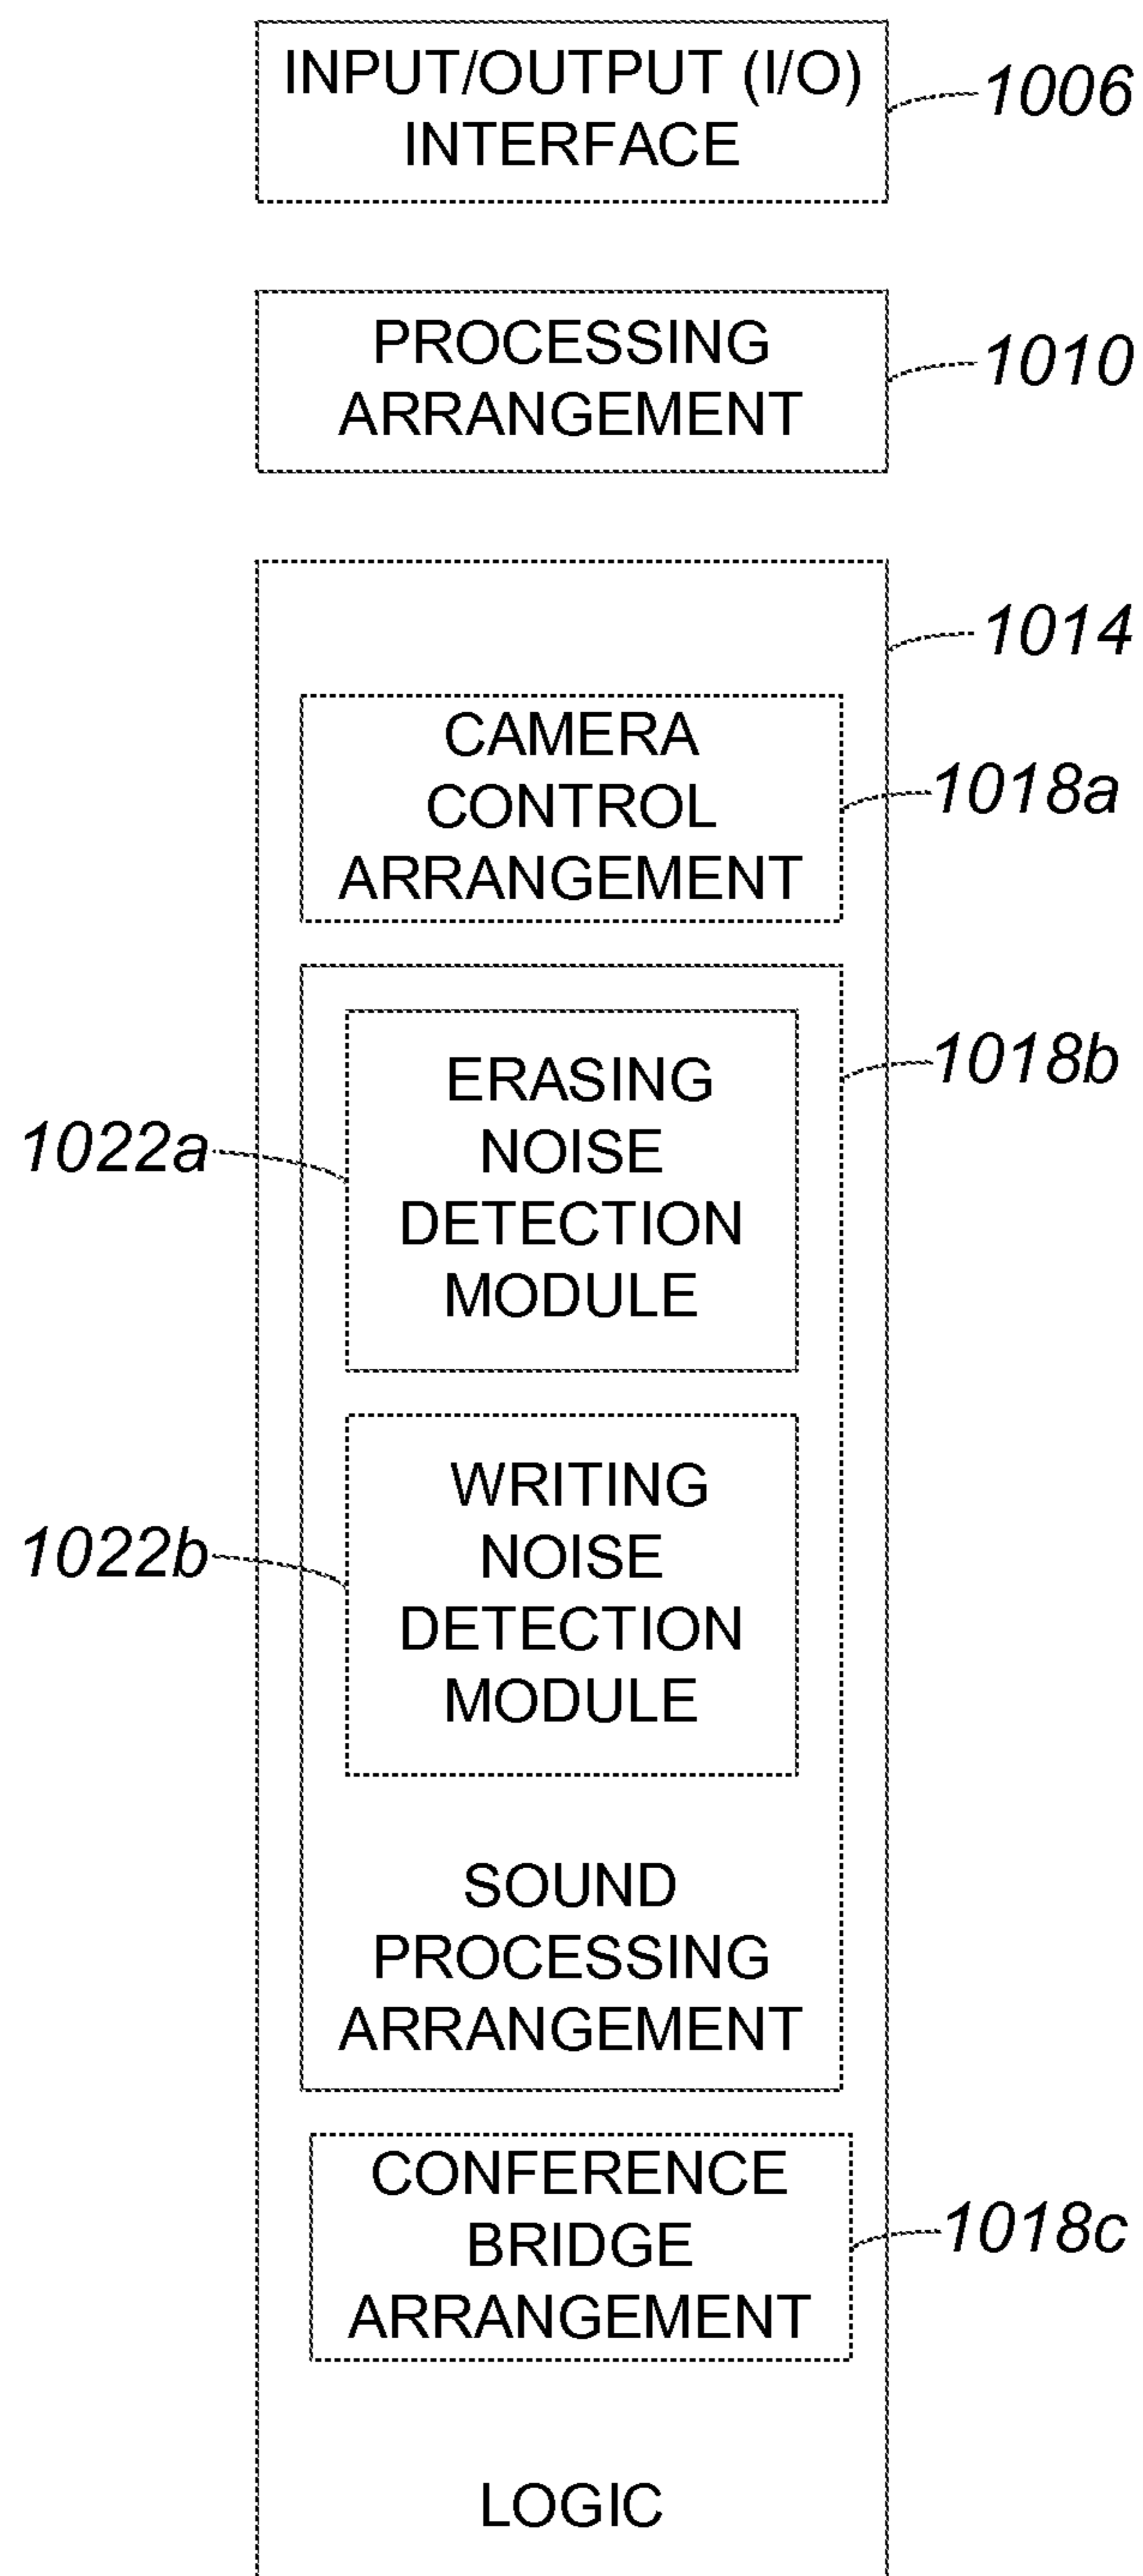 INPUT/OUTPUT (I/O)
INTERFACE
1006
PROCESSING
ARRANGEMENT
1010
1014
CAMERA
CONTROL
ARRANGEMENT
1018a
1018b
ERASING
NOISE
DETECTION
MODULE
1022a
WRITING
NOISE
DETECTION
MODULE
1022b
SOUND
PROCESSING
ARRANGEMENT
CONFERENCE
BRIDGE
ARRANGEMENT
1018c
LOGIC